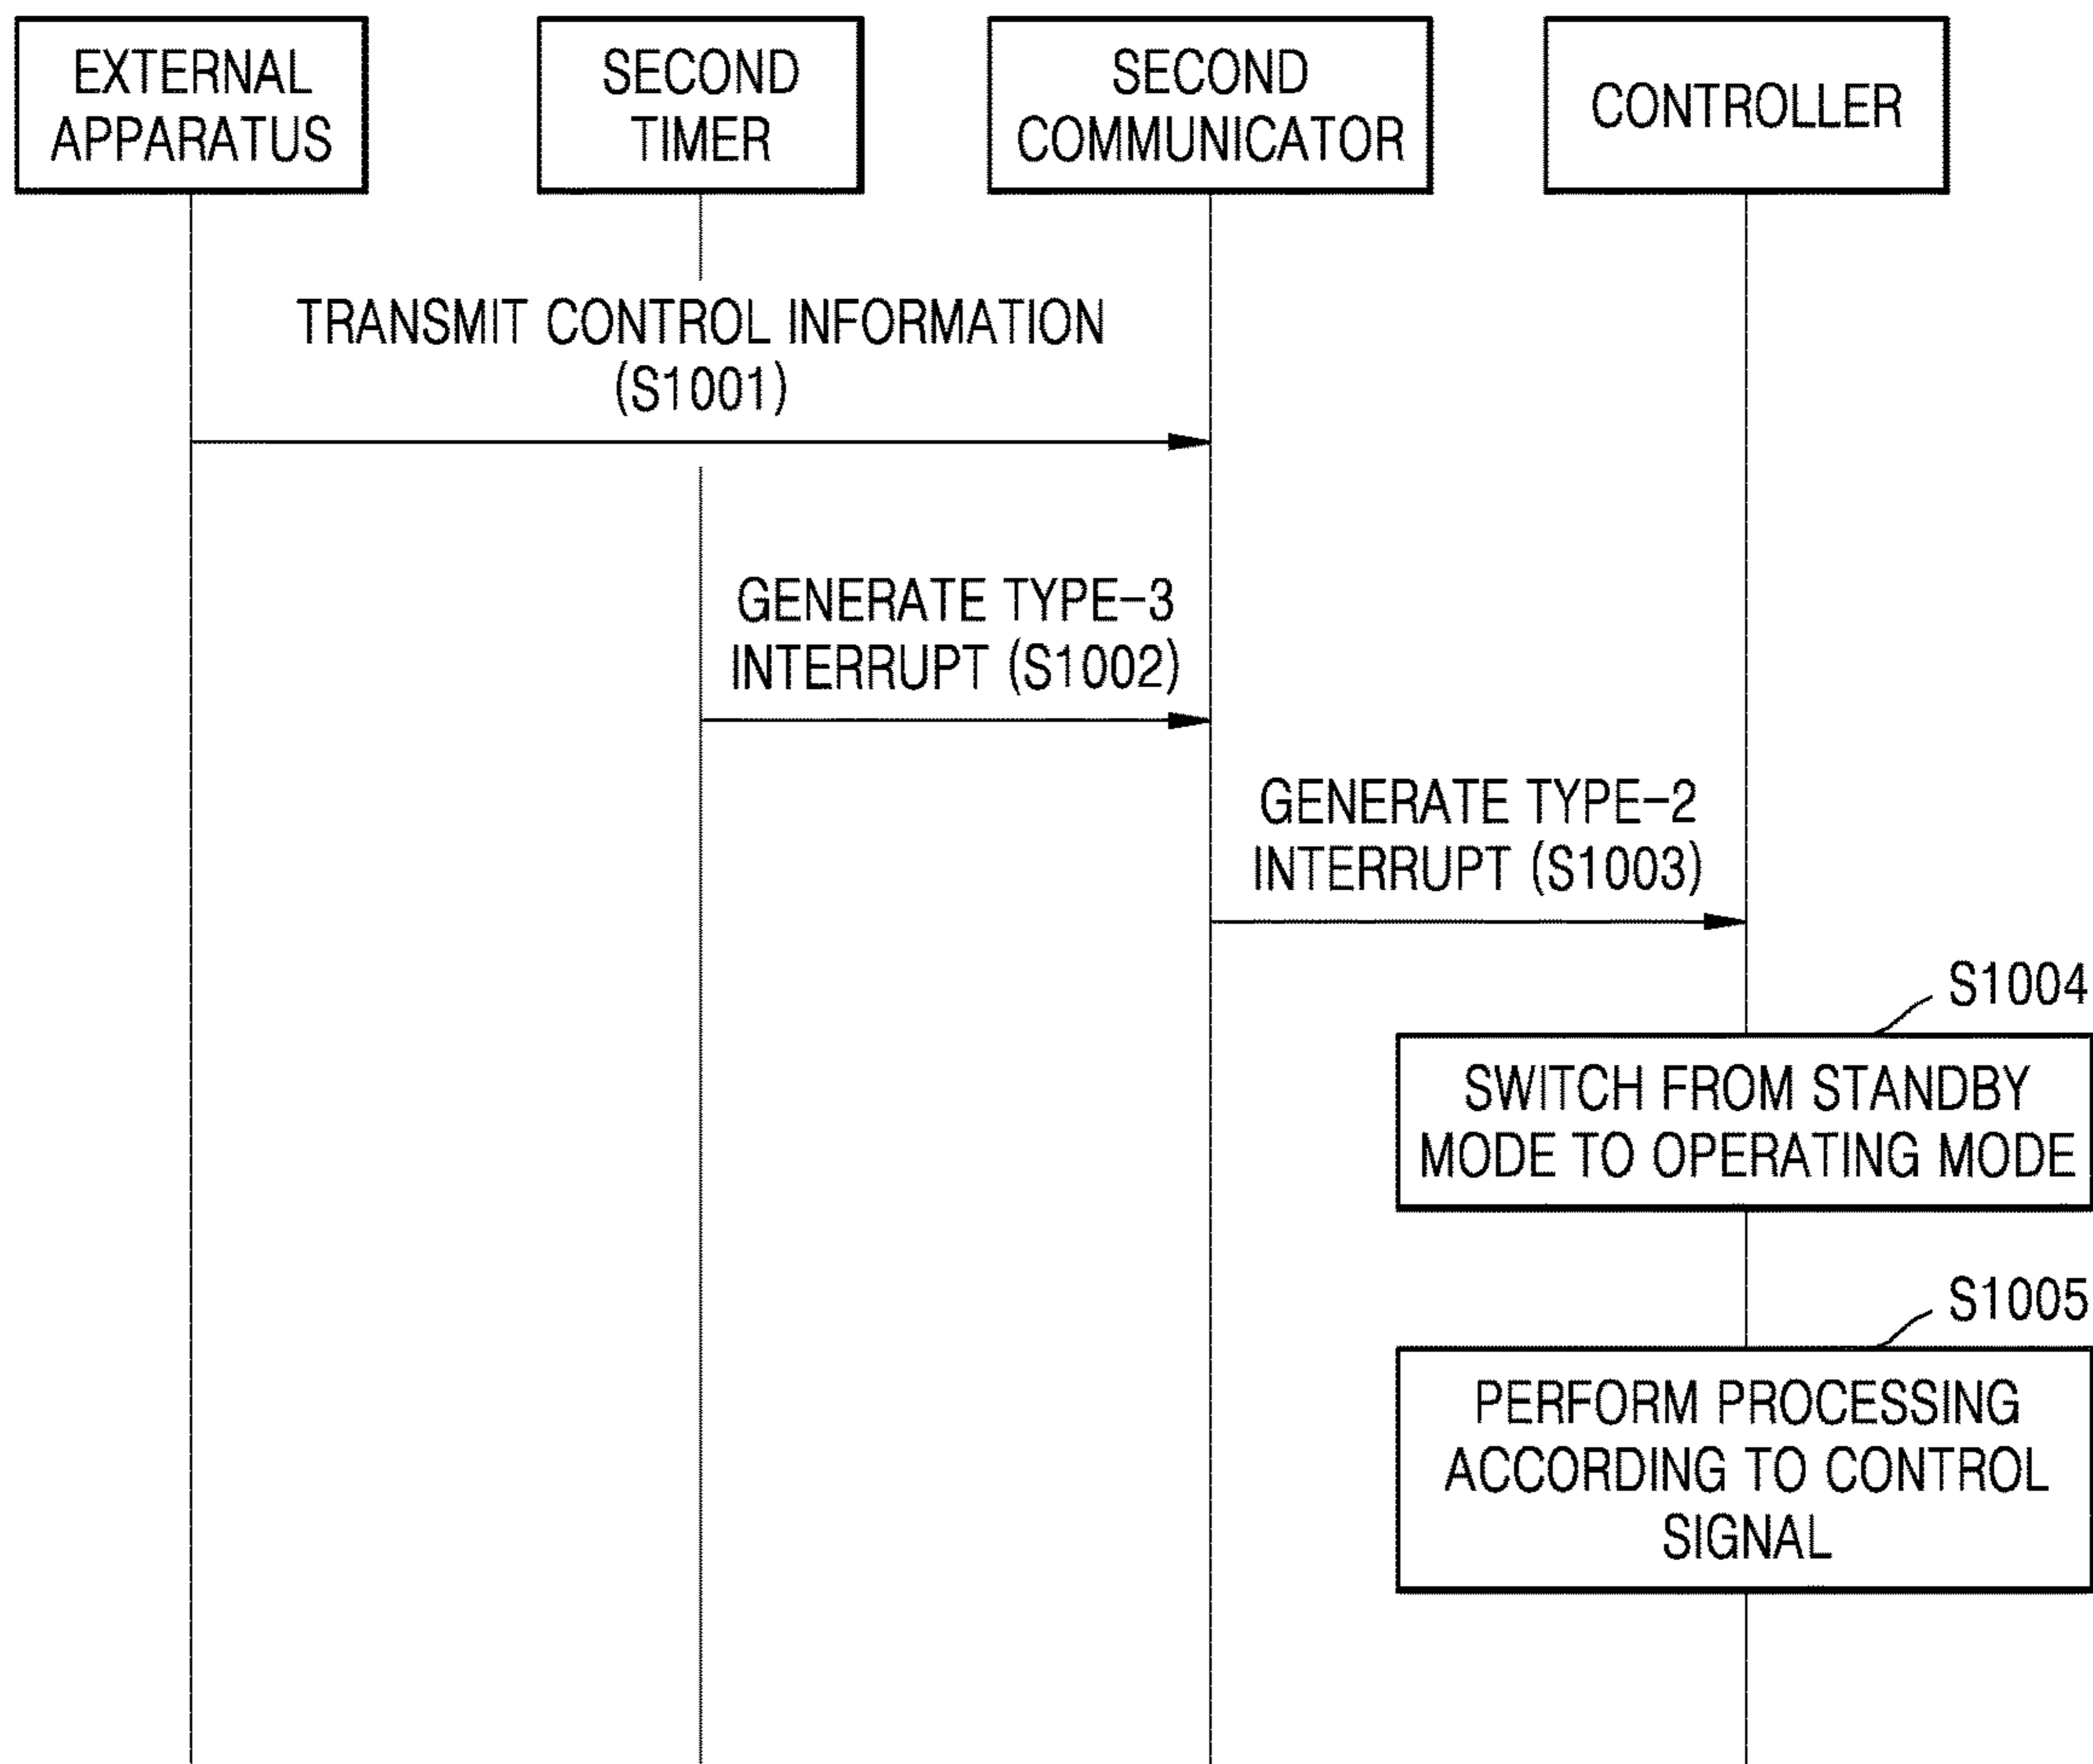 EXTERNAL
APPARATUS
SECOND
TIMER
SECOND
COMMUNICATOR
CONTROLLER
TRANSMIT CONTROL INFORMATION
(S1001)
GENERATE TYPE-3
INTERRUPT (S1002)
GENERATE TYPE-2
INTERRUPT (S1003)
S1004
SWITCH FROM STANDBY
MODE TO OPERATING MODE
S1005
PERFORM PROCESSING
ACCORDING TO CONTROL
SIGNAL